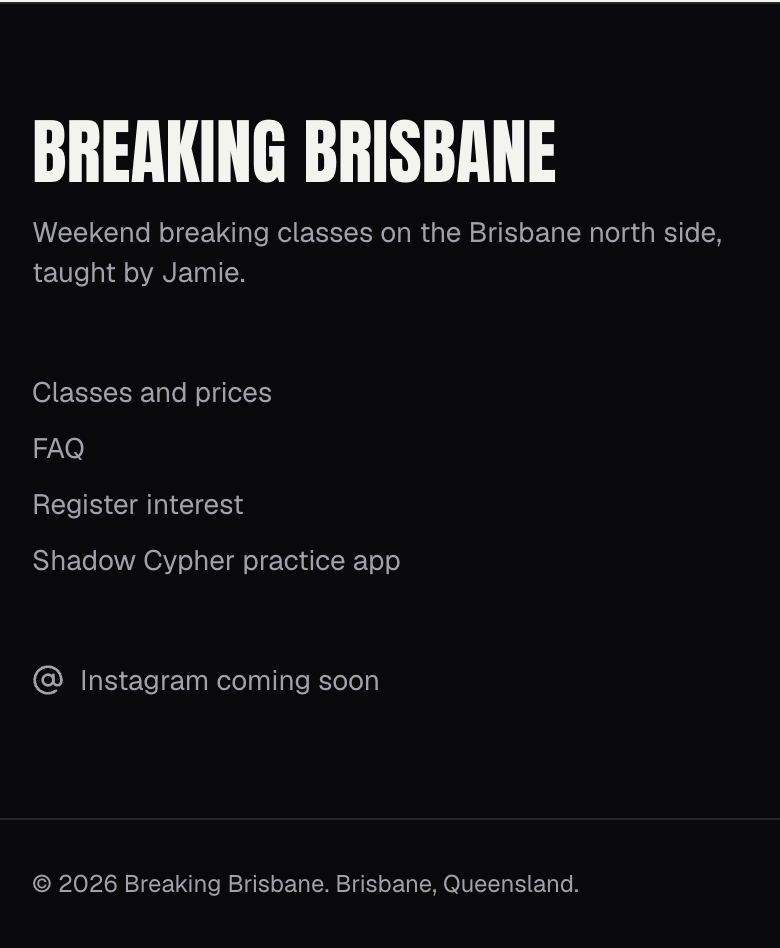 BREAKING BRISBANE
Weekend breaking classes on the Brisbane north side,
taught by Jamie.
Classes and prices
FAQ
Register interest
Shadow Cypher practice app
@ Instagram coming soon
© 2026 Breaking Brisbane. Brisbane, Queensland.